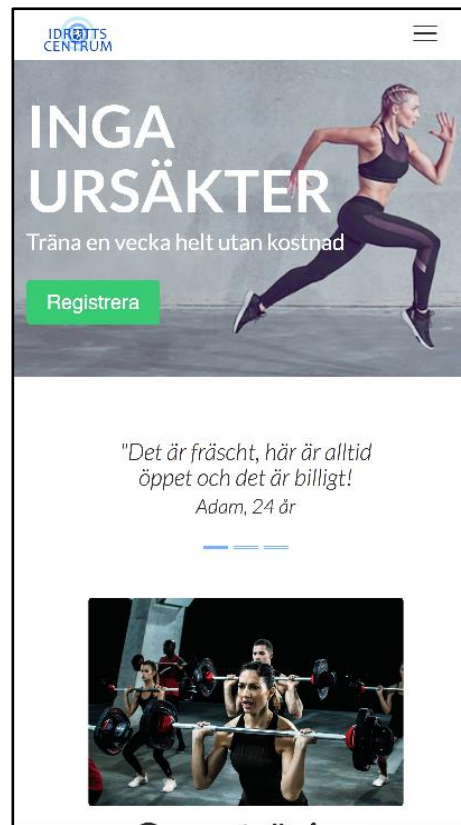 IDROTTS
CENTRUM
INGA
URSÄKTER
Träna en vecka helt utan kostnad
Registrera
"Det är fräscht, här är alltid
öppet och det är billigt!
Adam, 24 år